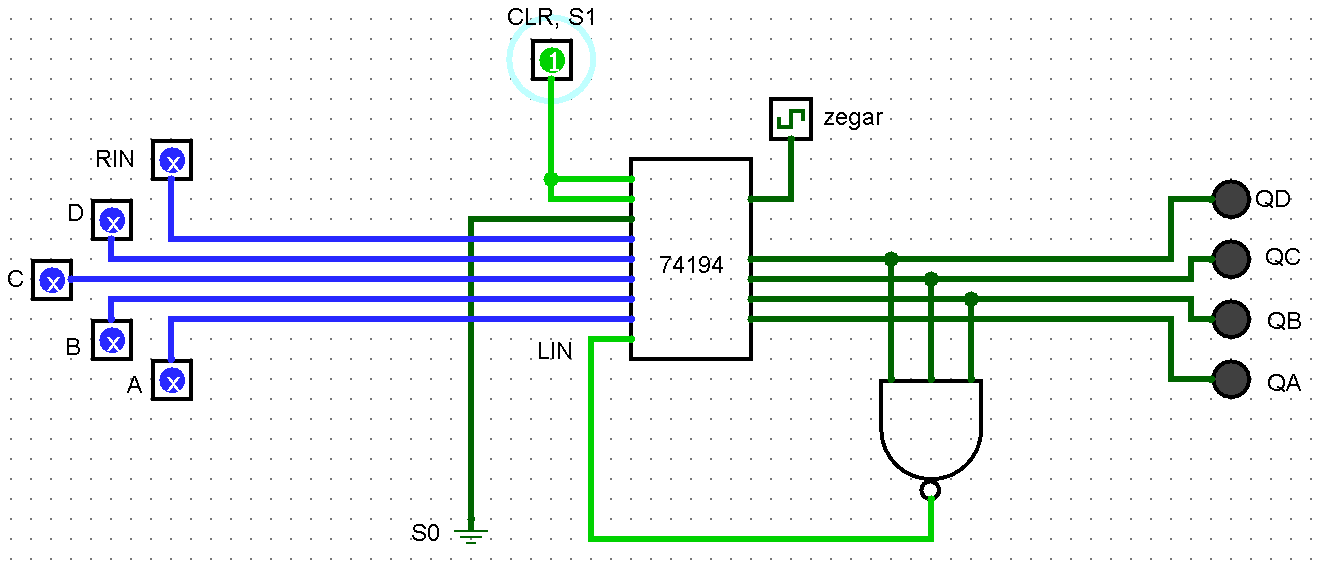 CLR, S1
1
zegar
RIN
x
D
x
QD
C
x
74194
QC
B
x
LIN
QB
A
x
QA
S0